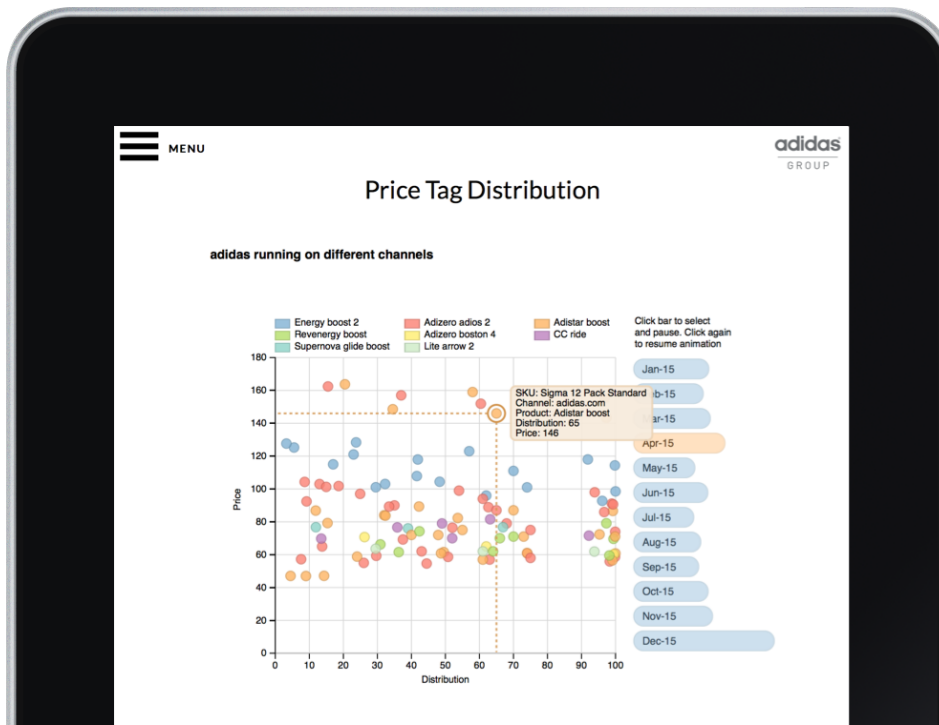 MENU
adidas
GROUP
Price Tag Distribution
adidas running on different channels
Energy boost 2
Adizero adios 2
Adistar boost
Revenergy boost
Adizero boston 4
CC ride
Supernova glide boost
Lite arrow 2
Click bar to select
and pause. Click again
to resume animation
180
160
140
120
100
80
60
40
20
0
Price
0 10 20 30 40 50 60 70 80 90 100
Distribution
SKU: Sigma 12 Pack Standard
Channel: adidas.com
Product: Adistar boost
Distribution: 65
Price: 146
Jan-15
Feb-15
Mar-15
Apr-15
May-15
Jun-15
Jul-15
Aug-15
Sep-15
Oct-15
Nov-15
Dec-15